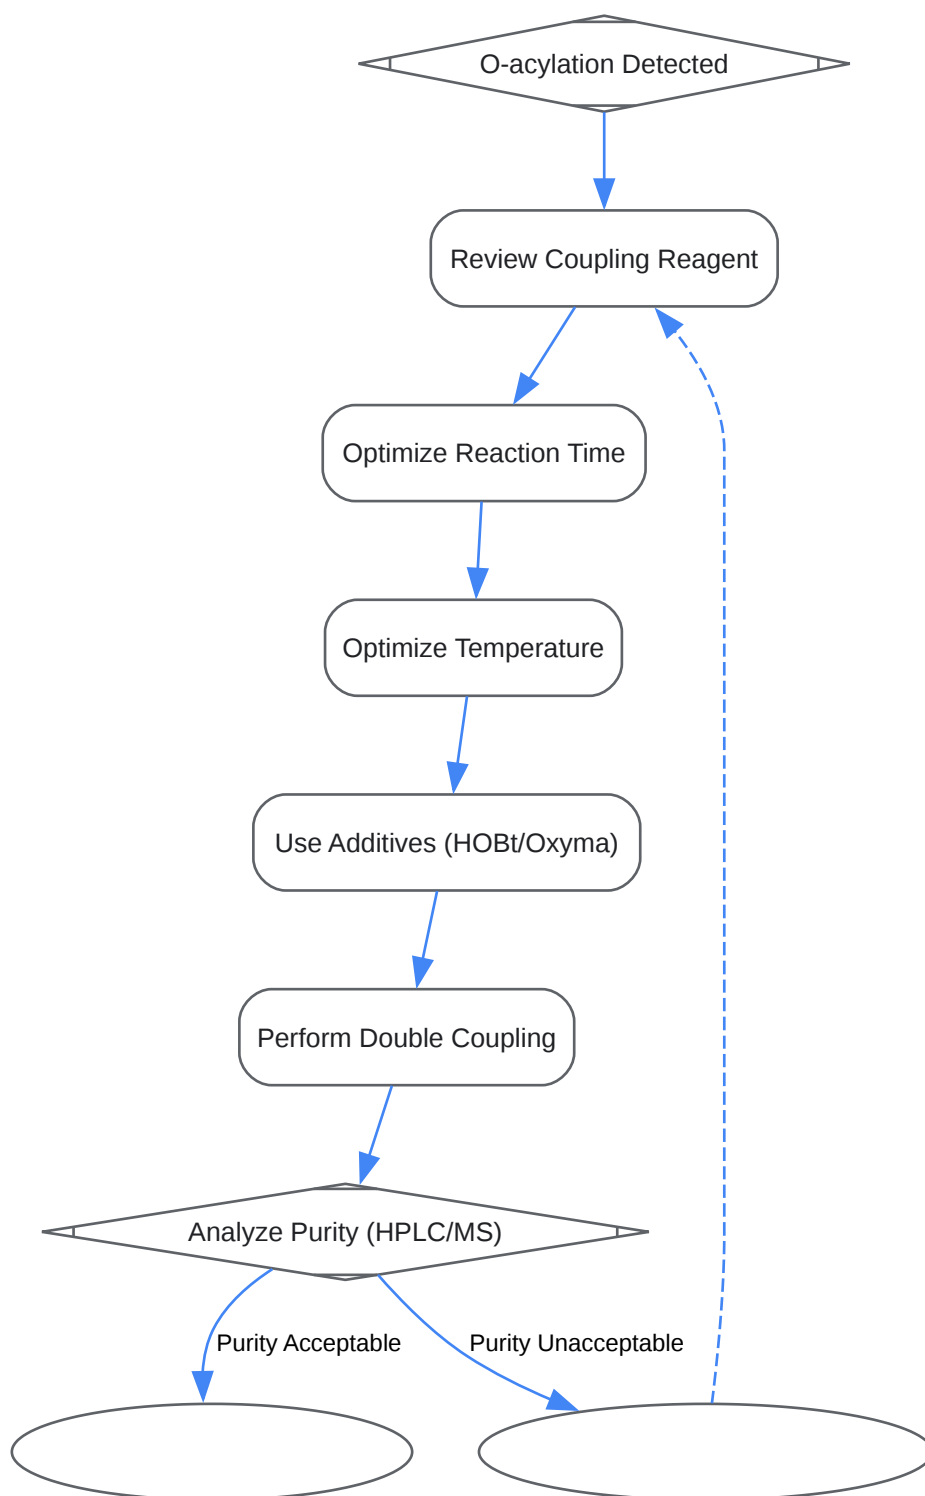 O-acylation Detected
Review Coupling Reagent
Optimize Reaction Time
Optimize Temperature
Use Additives (HOBt/Oxyma)
Perform Double Coupling
Analyze Purity (HPLC/MS)
Purity Acceptable
Purity Unacceptable